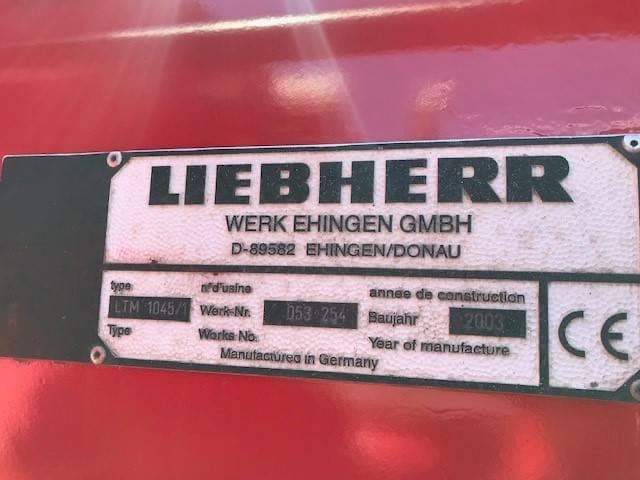 LIEBHERR
WERK EHINGEN GMBH
D-89582 EHINGEN/DONAU
type n°d'usine année de construction
LTM 1045/1 Werk-Nr. 053 254 Baujahr 2003
Type Works No. Year of manufacture
Manufactured in Germany
CE